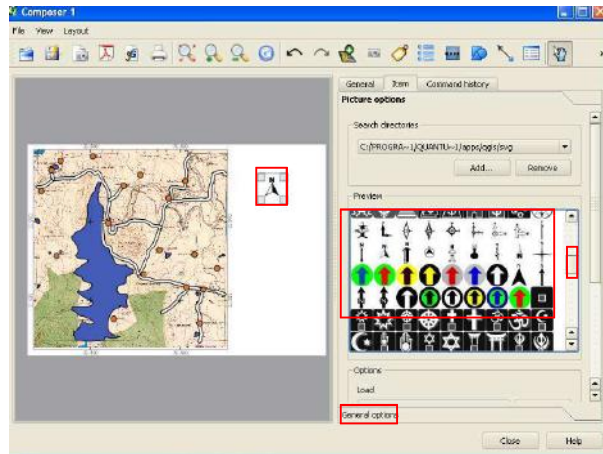 Composer 1
File View Layout
General Item Command history
Picture options
Search directories
C:/PROGRA~1/QUANTU~1/apps/qgis/svg
Add... Remove
Preview
N
Options
Load
General options
Close Help